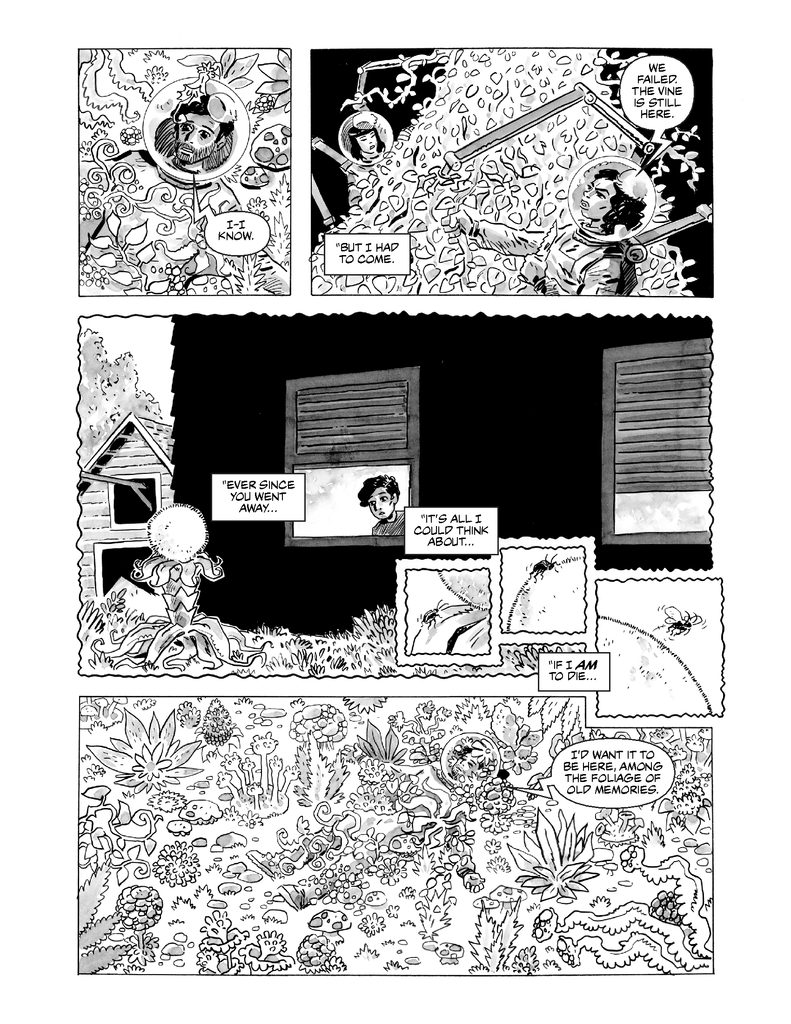 I-I
KNOW.
WE
FAILED.
THE VINE
IS STILL
HERE.
"BUT I HAD
TO COME.
"EVER SINCE
YOU WENT
AWAY...
"IT'S ALL I
COULD THINK
ABOUT...
"IF I AM
TO DIE...
I'D WANT IT TO
BE HERE, AMONG
THE FOLIAGE OF
OLD MEMORIES.